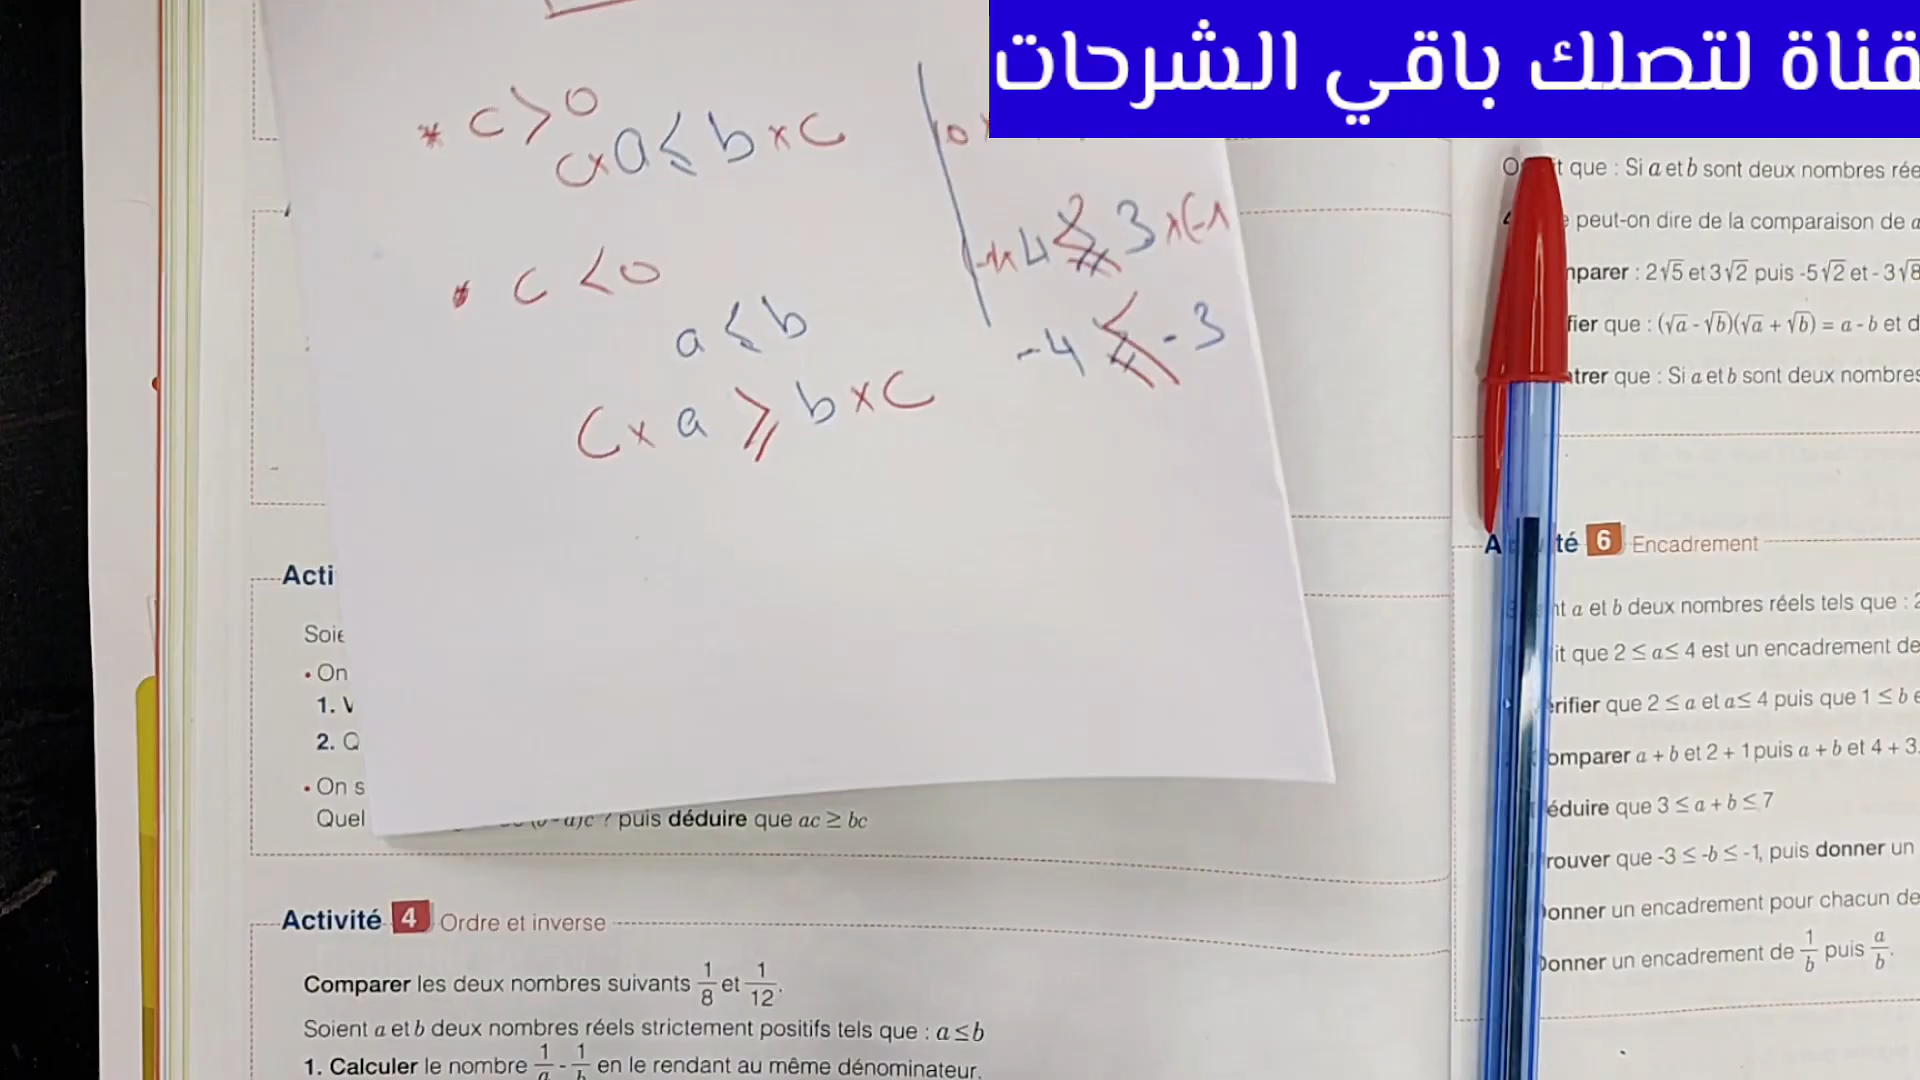 قناة لتصلك باقي الشرحات
* c > 0
c x a ≤ b x c
* c < 0
a ≤ b
c x a ≥ b x c
4 3 x (-1
-4 ≤ -3
Acti
Soie
• On
1. V
2. Q
• On s
Quel (b - a)c ? puis déduire que ac ≥ bc
Activité 4 Ordre et inverse
Comparer les deux nombres suivants 1/8 et 1/12.
Soient a et b deux nombres réels strictement positifs tels que : a ≤ b
1. Calculer le nombre 1/a - 1/b en le rendant au même dénominateur.
t que : Si a et b sont deux nombres rée
peut-on dire de la comparaison de a
parer : 2√5 et 3√2 puis -5√2 et - 3√8
fier que : (√a - √b)(√a + √b) = a - b et d
trer que : Si a et b sont deux nombres
té 6 Encadrement
nt a et b deux nombres réels tels que : 2
it que 2 ≤ a ≤ 4 est un encadrement de
érifier que 2 ≤ a et a ≤ 4 puis que 1 ≤ b e
omparer a + b et 2 + 1 puis a + b et 4 + 3.
éduire que 3 ≤ a + b ≤ 7
rouver que -3 ≤ -b ≤ -1, puis donner un
onner un encadrement pour chacun de
onner un encadrement de 1/b puis a/b.